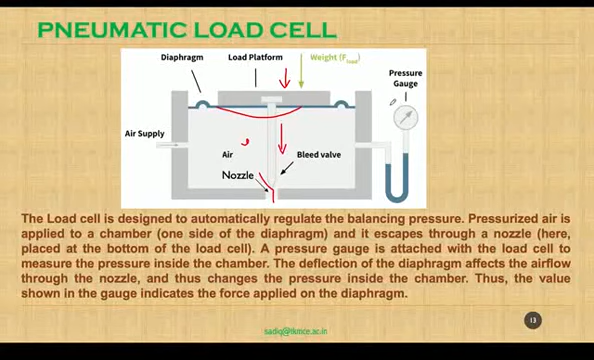 PNEUMATIC LOAD CELL
Diaphragm
Load Platform
Weight (Fload)
Pressure
Gauge
Air Supply
Air
Bleed valve
Nozzle
The Load cell is designed to automatically regulate the balancing pressure. Pressurized air is
applied to a chamber (one side of the diaphragm) and it escapes through a nozzle (here,
placed at the bottom of the load cell). A pressure gauge is attached with the load cell to
measure the pressure inside the chamber. The deflection of the diaphragm affects the airflow
through the nozzle, and thus changes the pressure inside the chamber. Thus, the value
shown in the gauge indicates the force applied on the diaphragm.
13
sadiq@tkmce.ac.in